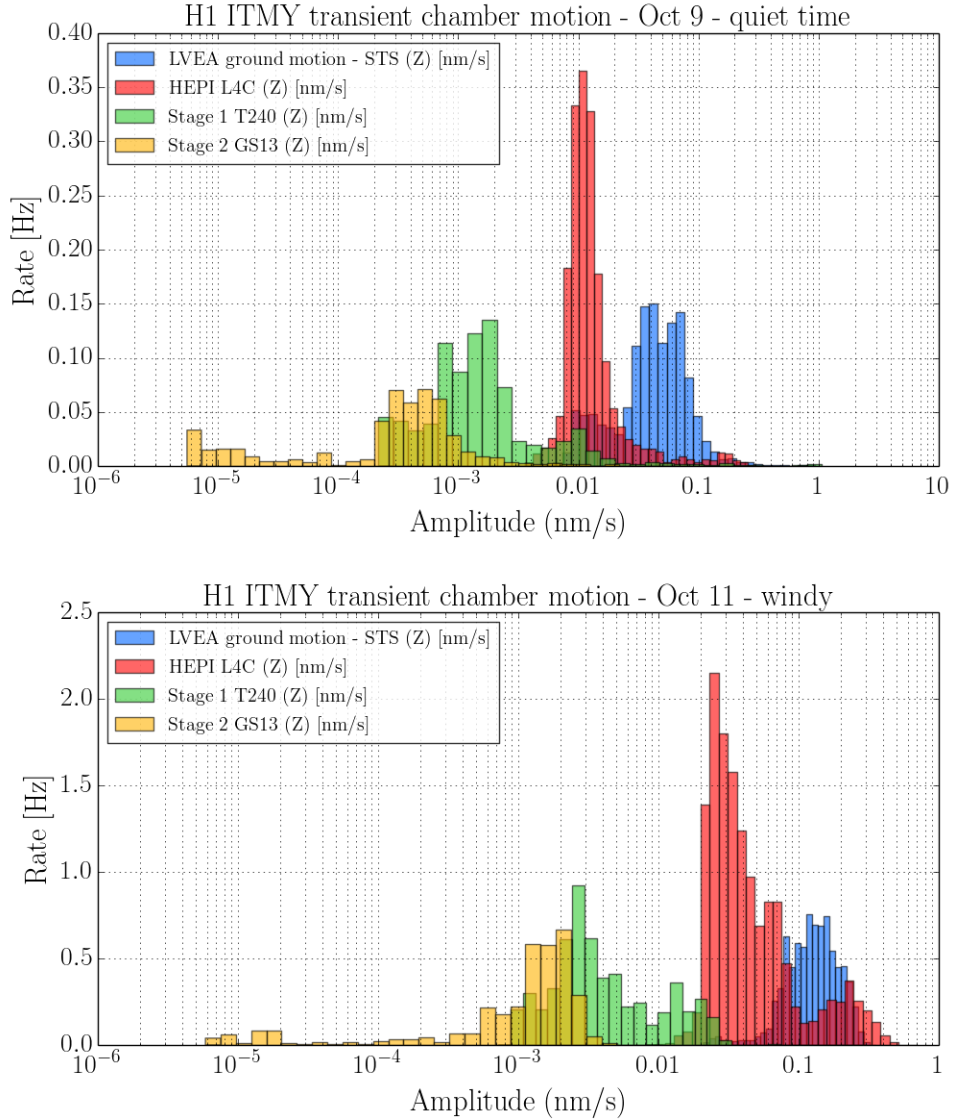 H1 ITMY transient chamber motion - Oct 9 - quiet time
LVEA ground motion - STS (Z) [nm/s]
HEPI L4C (Z) [nm/s]
Stage 1 T240 (Z) [nm/s]
Stage 2 GS13 (Z) [nm/s]
Rate [Hz]
0.40
0.35
0.30
0.25
0.20
0.15
0.10
0.05
0.00
10⁻⁶ 10⁻⁵ 10⁻⁴ 10⁻³ 0.01 0.1 1 10
Amplitude (nm/s)
H1 ITMY transient chamber motion - Oct 11 - windy
LVEA ground motion - STS (Z) [nm/s]
HEPI L4C (Z) [nm/s]
Stage 1 T240 (Z) [nm/s]
Stage 2 GS13 (Z) [nm/s]
Rate [Hz]
2.5
2.0
1.5
1.0
0.5
0.0
10⁻⁶ 10⁻⁵ 10⁻⁴ 10⁻³ 0.01 0.1 1
Amplitude (nm/s)